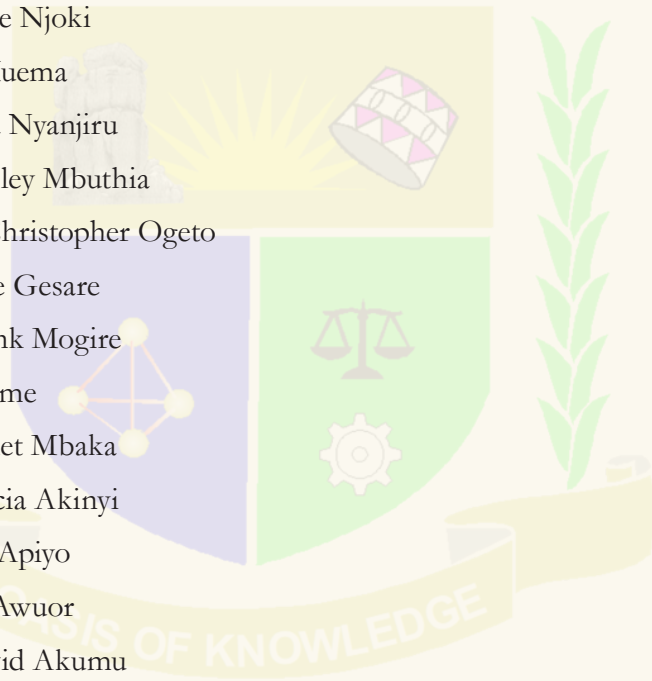 e Njoki
uema
Nyanjiru
ley Mbuthia
hristopher Ogeto
e Gesare
nk Mogire
me
et Mbaka
cia Akinyi
Apiyo
Awuor
vid Akumu
OASIS OF KNOWLEDGE